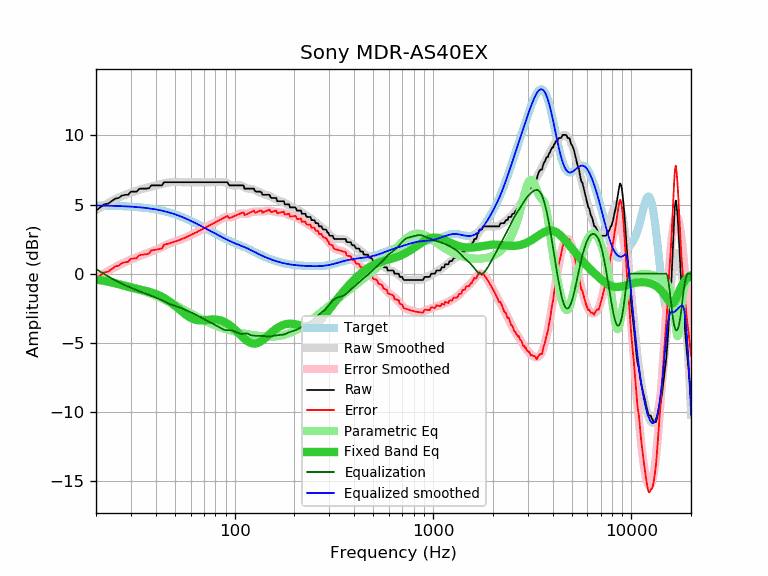 Sony MDR-AS40EX
Amplitude (dBr)
10
5
0
−5
−10
−15
Target
Raw Smoothed
Error Smoothed
Raw
Error
Parametric Eq
Fixed Band Eq
Equalization
Equalized smoothed
100
1000
10000
Frequency (Hz)